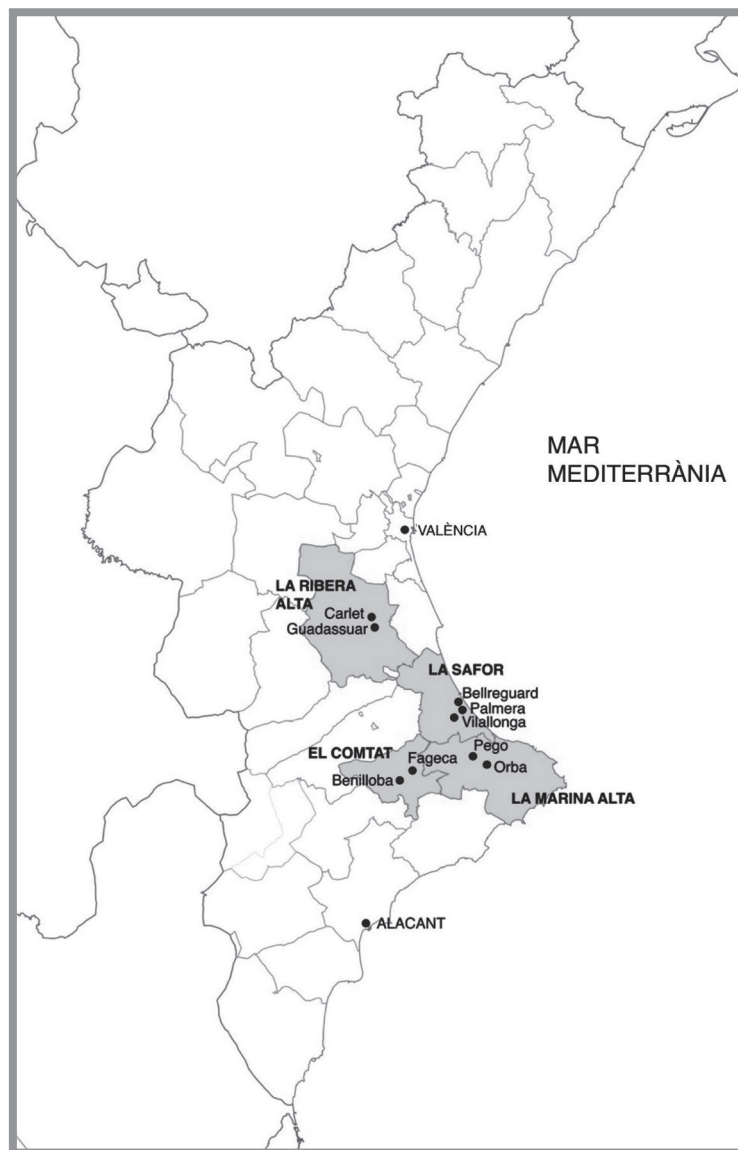 MAR
MEDITERRÀNIA
VALÈNCIA
LA RIBERA
ALTA
Carlet
Guadassuar
LA SAFOR
Bellreguard
Palmera
Vilallonga
EL COMTAT
Fageca
Benilloba
Pego
Orba
LA MARINA ALTA
ALACANT